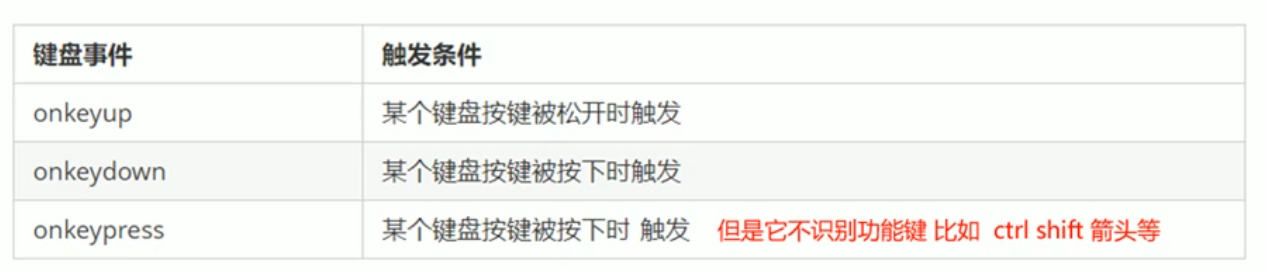 键盘事件 触发条件
onkeyup 某个键盘按键被松开时触发
onkeydown 某个键盘按键被按下时触发
onkeypress 某个键盘按键被按下时 触发 但是它不识别功能键 比如 ctrl shift 箭头等